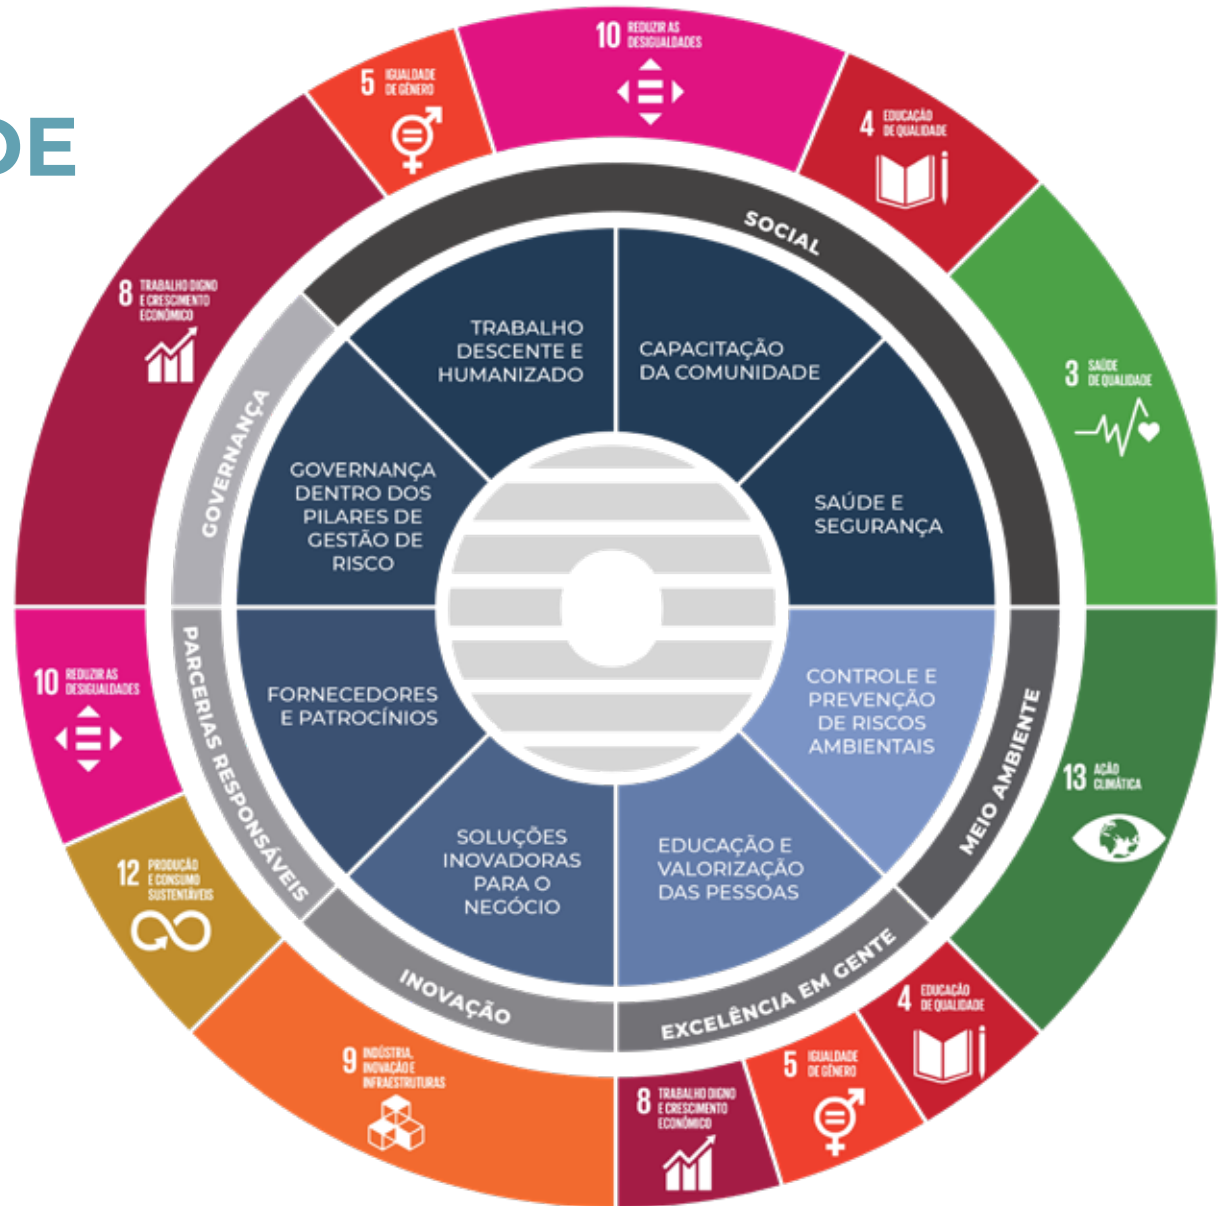 DE
10 REDUZIR AS
DESIGUALDADES
5 IGUALDADE
DE GÊNERO
4 EDUCAÇÃO
DE QUALIDADE
8 TRABALHO DIGNO
E CRESCIMENTO
ECONÓMICO
3 SAÚDE
DE QUALIDADE
SOCIAL
GOVERNANÇA
TRABALHO
DESCENTE E
HUMANIZADO
CAPACITAÇÃO
DA COMUNIDADE
GOVERNANÇA
DENTRO DOS
PILARES DE
GESTÃO DE
RISCO
SAÚDE E
SEGURANÇA
10 REDUZIR AS
DESIGUALDADES
PARCERIAS RESPONSÁVEIS
FORNECEDORES
E PATROCÍNIOS
CONTROLE E
PREVENÇÃO
DE RISCOS
AMBIENTAIS
MEIO AMBIENTE
13 AÇÃO
CLIMÁTICA
SOLUÇÕES
INOVADORAS
PARA O
NEGÓCIO
EDUCAÇÃO E
VALORIZAÇÃO
DAS PESSOAS
12 PRODUÇÃO
E CONSUMO
SUSTENTÁVEIS
INOVAÇÃO
EXCELÊNCIA EM GENTE
9 INDÚSTRIA,
INOVAÇÃO E
INFRAESTRUTURAS
8 TRABALHO DIGNO
E CRESCIMENTO
ECONÓMICO
5 IGUALDADE
DE GÊNERO
4 EDUCAÇÃO
DE QUALIDADE